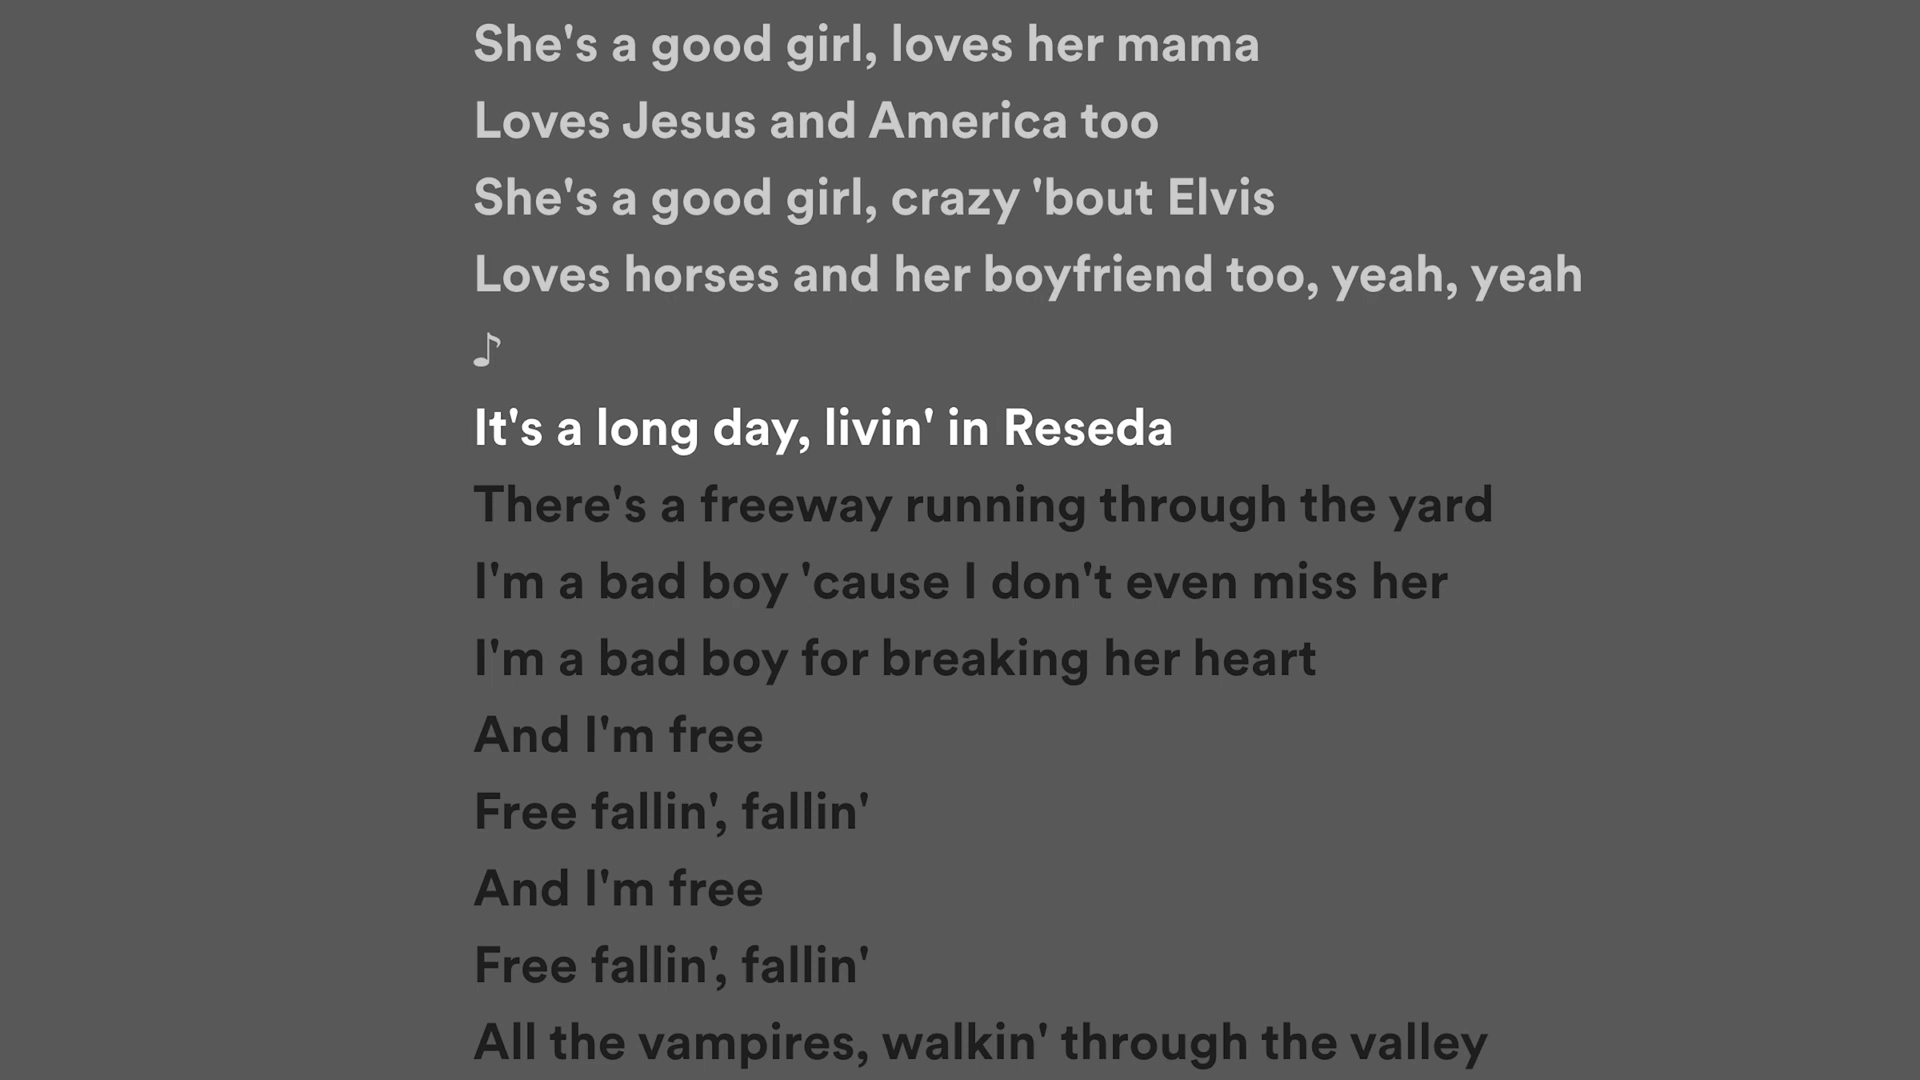 She's a good girl, loves her mama
Loves Jesus and America too
She's a good girl, crazy 'bout Elvis
Loves horses and her boyfriend too, yeah, yeah
♪
It's a long day, livin' in Reseda
There's a freeway running through the yard
I'm a bad boy 'cause I don't even miss her
I'm a bad boy for breaking her heart
And I'm free
Free fallin', fallin'
And I'm free
Free fallin', fallin'
All the vampires, walkin' through the valley